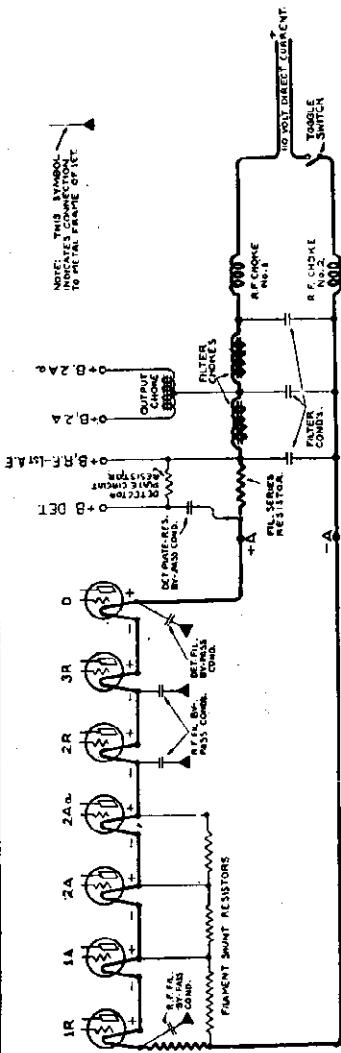 1R
1A
2A
2Aa
2R
3R
D
+ - + - + - + - + - + - + -
R.F. FIL.
BY-PASS
COND.
FILAMENT SHUNT RESISTORS
R.F. FIL. BY-
PASS CONDS.
DET. FIL.
BY-PASS
COND.
DET. PLATE-RES.
BY-PASS COND.
+B DET.
DETECTOR
PLATE CIRCUIT
RESISTOR
+B, R.F.-1st A.F.
+B, 2A
+B. 2Aa
OUTPUT
CHOKE
FILTER
CHOKES
+A
-A
FIL. SERIES
RESISTOR.
FILTER
CONDS.
R.F. CHOKE
No. 1
R.F. CHOKE
No. 2
NOTE: THIS SYMBOL
INDICATES CONNECTION
TO METAL FRAME OF SET.
110 VOLT DIRECT CURRENT.
+
-
TOGGLE
SWITCH